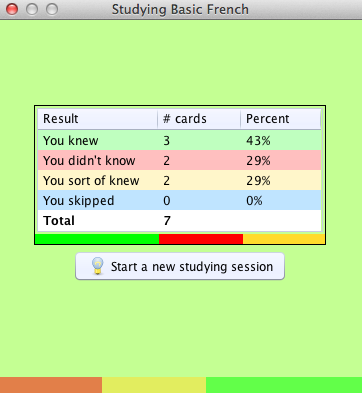 Studying Basic French
Result # cards Percent
You knew 3 43%
You didn't know 2 29%
You sort of knew 2 29%
You skipped 0 0%
Total 7
Start a new studying session